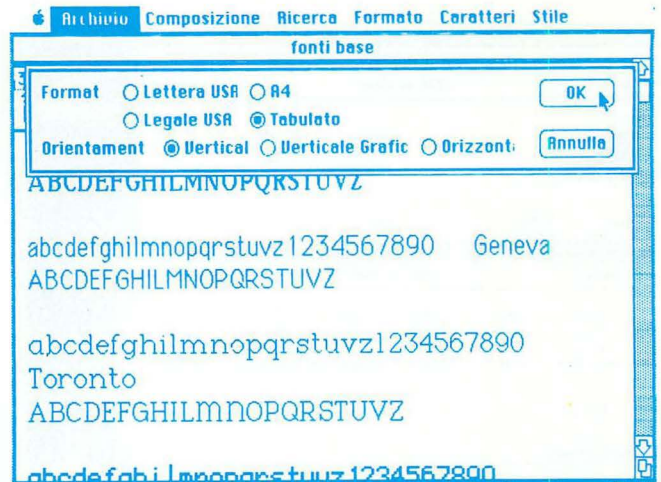 Archivio Composizione Ricerca Formato Caratteri Stile
fonti base
Format Lettera USA A4 OK
Legale USA Tabulato
Orientament Vertical Verticale Grafic Orizzont Annulla
ABCDEFGHILMNOPQRSTUVZ
abcdefghilmnopqrstuvz1234567890 Geneva
ABCDEFGHILMNOPQRSTUVZ
abcdefghilmnopqrstuvz1234567890
Toronto
ABCDEFGHILMNOPQRSTUVZ
abcdefghilmnopqrstuvz1234567890